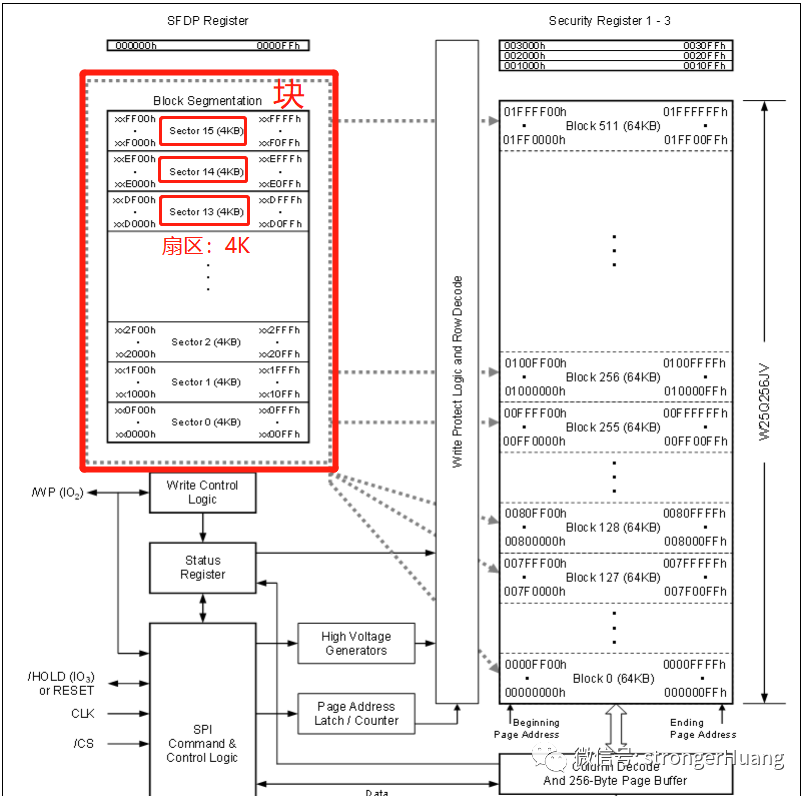 SFDP Register
000000h 0000FFh
Security Register 1 - 3
003000h 0030FFh
002000h 0020FFh
001000h 0010FFh
Block Segmentation 块
xxFF00h xxFFFFh
Sector 15 (4KB)
xxF000h xxF0FFh
xxEF00h xxEFFFh
Sector 14 (4KB)
xxE000h xxE0FFh
xxDF00h xxDFFFh
Sector 13 (4KB)
xxD000h xxD0FFh
扇区：4K
xx2F00h xx2FFFh
Sector 2 (4KB)
xx2000h xx20FFh
xx1F00h xx1FFFh
Sector 1 (4KB)
xx1000h xx10FFh
xx0F00h xx0FFFh
Sector 0 (4KB)
xx0000h xx00FFh
Write Protect Logic and Row Decode
01FFFF00h 01FFFFFFh
Block 511 (64KB)
01FF0000h 01FF00FFh
0100FF00h 0100FFFFh
Block 256 (64KB)
01000000h 010000FFh
00FFFF00h 00FFFFFFh
Block 255 (64KB)
00FF0000h 00FF00FFh
0080FF00h 0080FFFFh
Block 128 (64KB)
00800000h 008000FFh
007FFF00h 007FFFFFh
Block 127 (64KB)
007F0000h 007F00FFh
0000FF00h 0000FFFFh
Block 0 (64KB)
00000000h 000000FFh
W25Q256JV
Beginning
Page Address
Ending
Page Address
/WP (IO2)
Write Control
Logic
Status
Register
High Voltage
Generators
Page Address
Latch / Counter
/HOLD (IO3)
or RESET
CLK
/CS
SPI
Command &
Control Logic
Data
Column Decode
And 256-Byte Page Buffer
微信号: strongerHuang